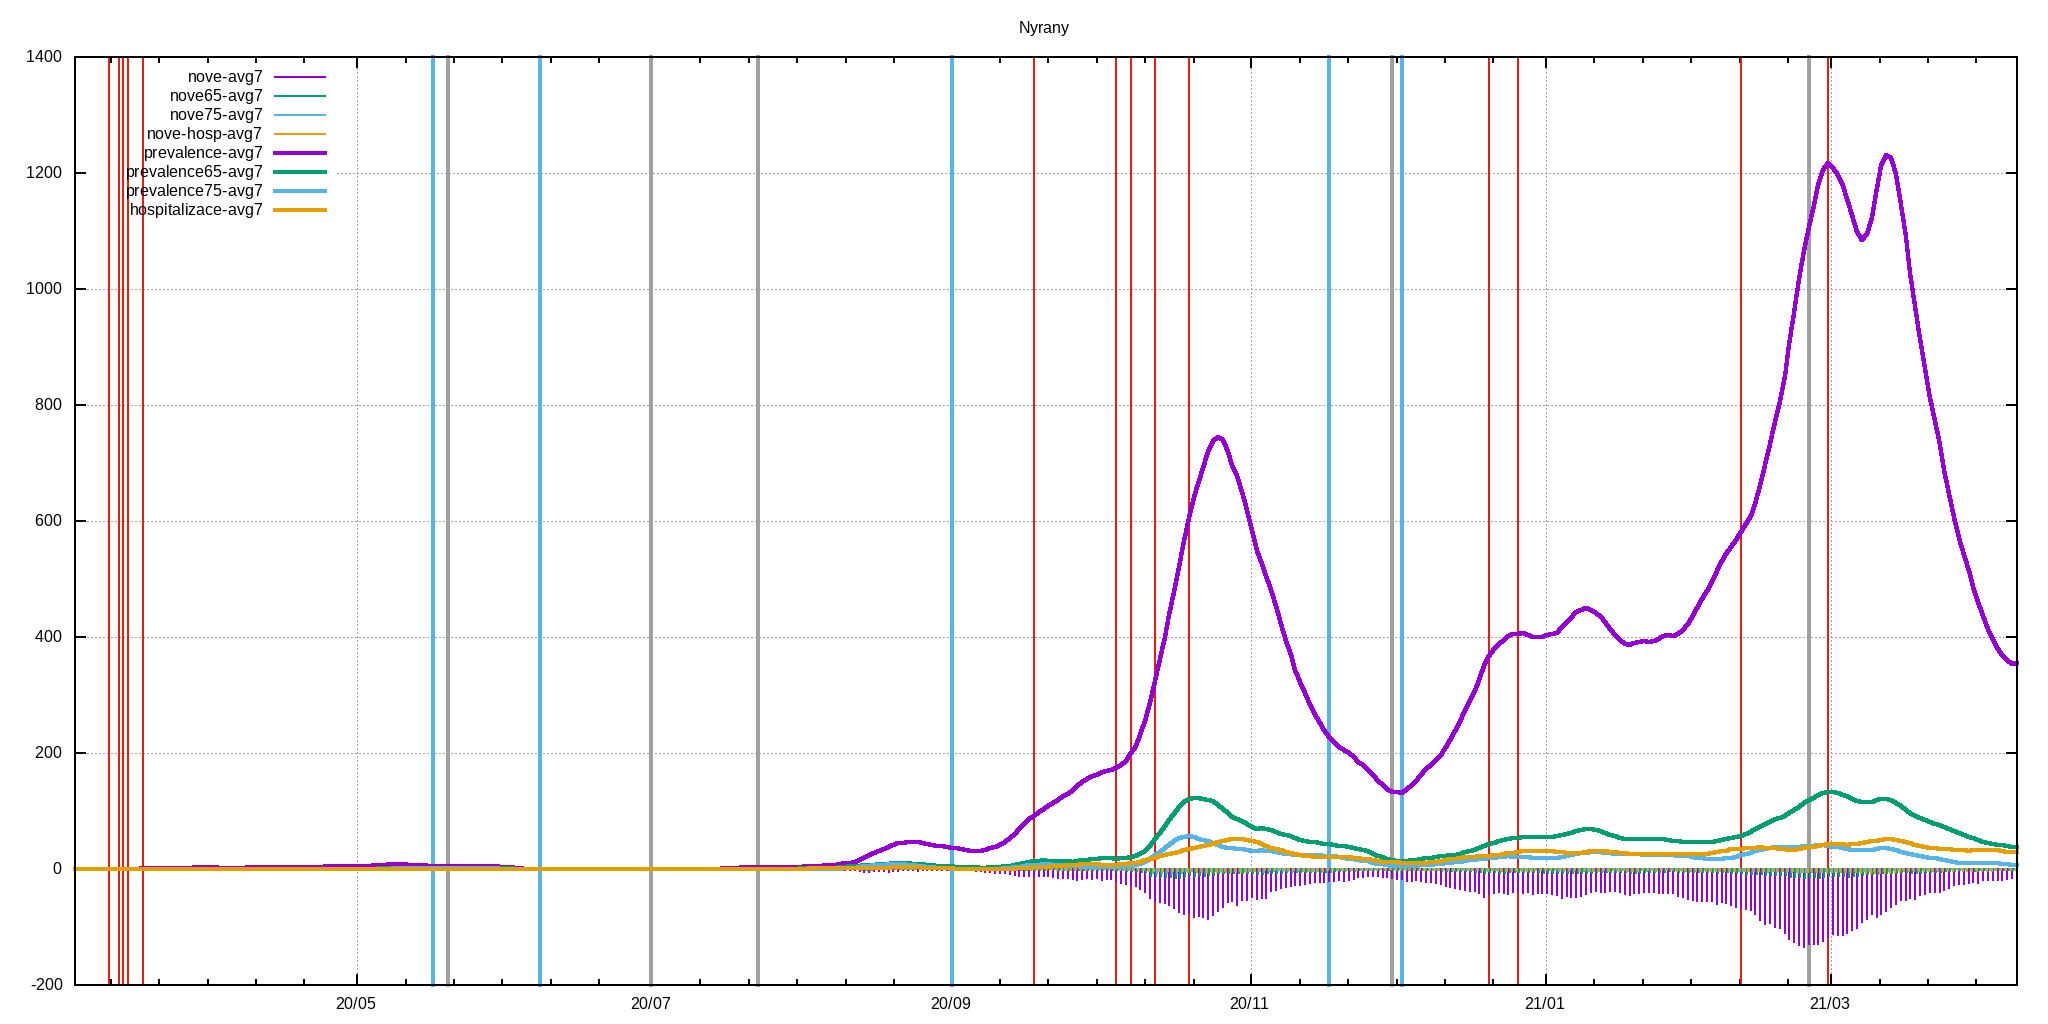 Nyrany
1400
1200
1000
800
600
400
200
0
-200
nove-avg7
nove65-avg7
nove75-avg7
nove-hosp-avg7
prevalence-avg7
prevalence65-avg7
prevalence75-avg7
hospitalizace-avg7
20/05 20/07 20/09 20/11 21/01 21/03